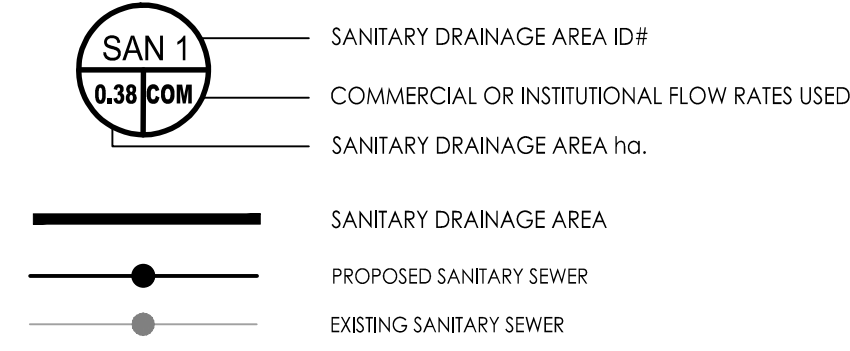 SAN 1
SANITARY DRAINAGE AREA ID#
0.38 COM
COMMERCIAL OR INSTITUTIONAL FLOW RATES USED
SANITARY DRAINAGE AREA ha.
SANITARY DRAINAGE AREA
PROPOSED SANITARY SEWER
EXISTING SANITARY SEWER